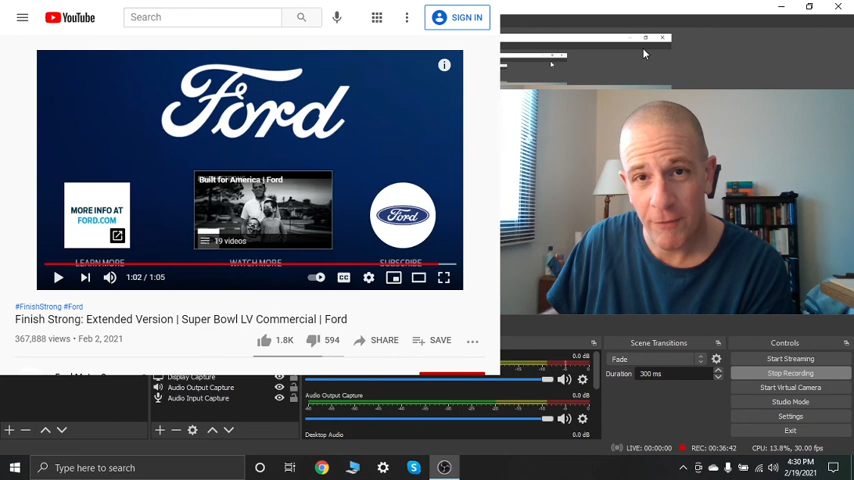 YouTube
Search
SIGN IN
Ford
i
Built for America | Ford
MORE INFO AT
FORD.COM
Ford
19 videos
LEARN MORE
WATCH MORE
SUBSCRIBE
1:02 / 1:05
CC
#FinishStrong #Ford
Finish Strong: Extended Version | Super Bowl LV Commercial | Ford
367,888 views • Feb 2, 2021
1.8K
594
SHARE
SAVE
Display Capture
Audio Output Capture
Audio Input Capture
0.0 dB
Audio Output Capture
0.0 dB
Desktop Audio
0.0 dB
Scene Transitions
Fade
Duration
300 ms
Controls
Start Streaming
Stop Recording
Start Virtual Camera
Studio Mode
Settings
Exit
LIVE: 00:00:00
REC: 00:36:42
CPU: 13.8%, 30.00 fps
Type here to search
4:30 PM
2/19/2021